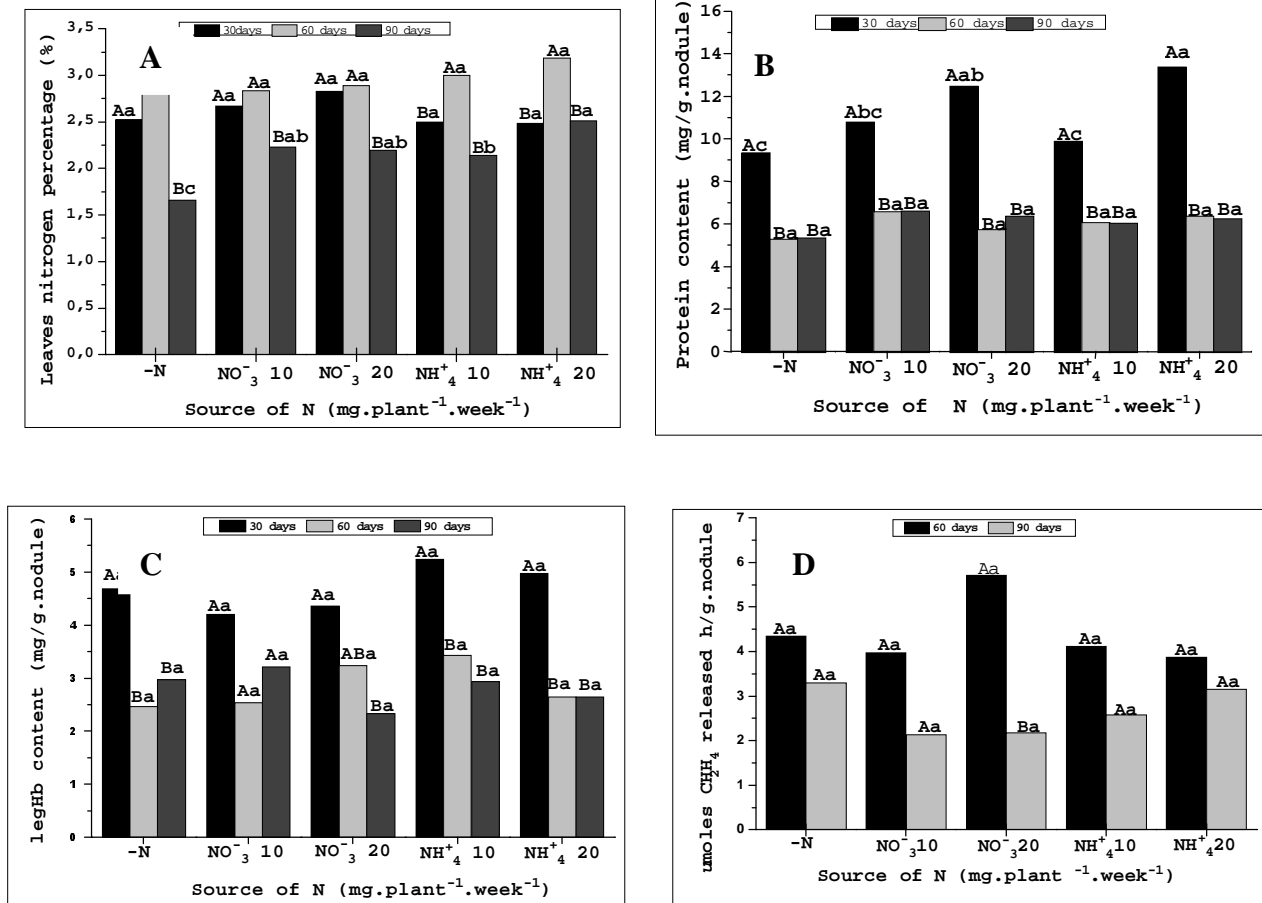 30days 60 days 90 days
A
Leaves nitrogen percentage (%)
3,5
3,0
2,5
2,0
1,5
1,0
0,5
0,0
Aa Bc
Aa Aa Bab
Aa Aa Bab
Ba Aa Bb
Ba Aa Ba
-N NO⁻₃ 10 NO⁻₃ 20 NH⁺₄ 10 NH⁺₄ 20
Source of N (mg.plant⁻¹.week⁻¹)
30 days 60 days 90 days
B
Protein content (mg/g.nodule)
16
14
12
10
8
6
4
2
0
Ac Ba Ba
Abc Ba Ba
Aab Ba Ba
Ac Ba Ba
Aa Ba Ba
-N NO⁻₃ 10 NO⁻₃ 20 NH⁺₄ 10 NH⁺₄ 20
Source of N (mg.plant⁻¹.week⁻¹)
30 days 60 days 90 days
C
legHb content (mg/g.nodule)
6
5
4
3
2
1
0
Ba Ba
Aa Aa Aa
Aa ABa Ba
Aa Ba Ba
Aa Ba Ba
-N NO⁻₃ 10 NO⁻₃ 20 NH⁺₄ 10 NH⁺₄ 20
Source of N (mg.plant⁻¹.week⁻¹)
60 days 90 days
D
umoles released h/g.nodule
7
6
5
4
3
2
1
0
Aa Aa
Aa Aa
Aa Ba
Aa Aa
Aa Aa
-N NO⁻₃10 NO⁻₃20 NH⁺₄10 NH⁺₄20
Source of N (mg.plant ⁻¹.week⁻¹)